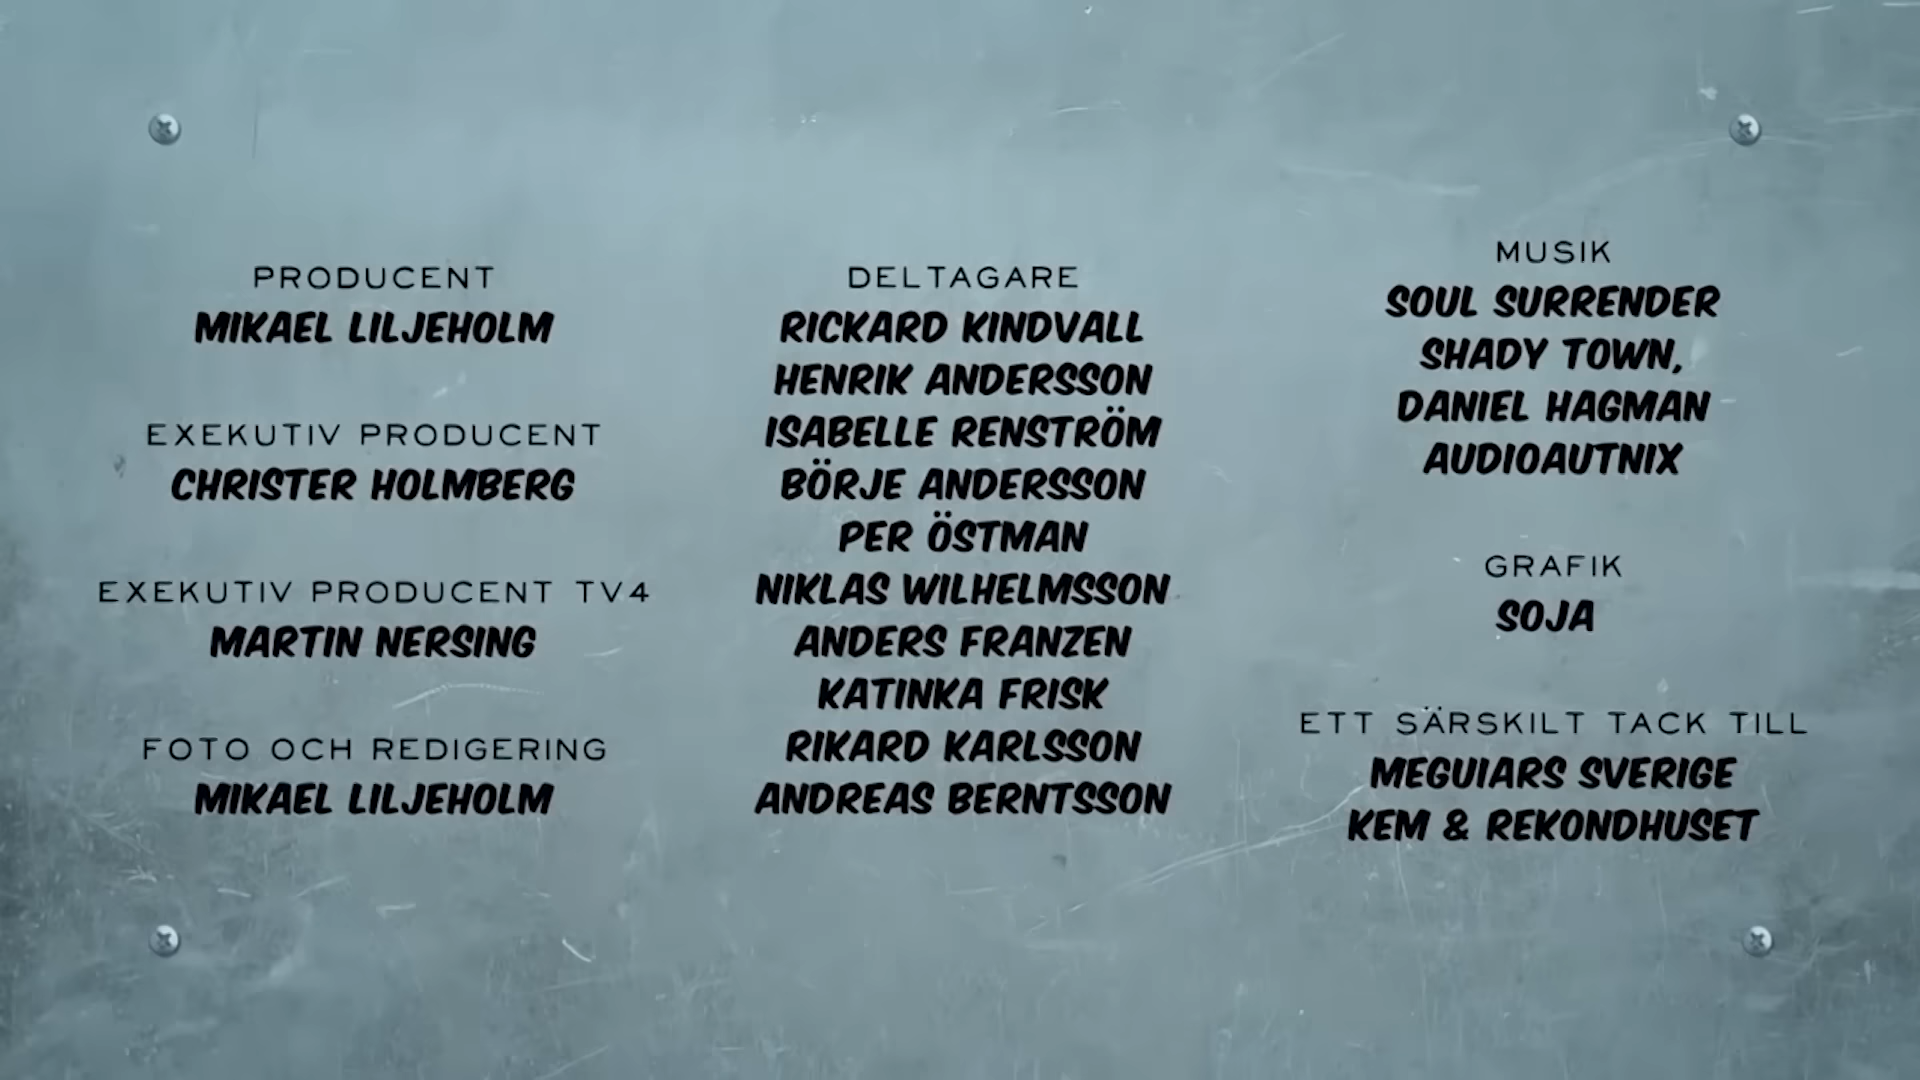 PRODUCENT
MIKAEL LILJEHOLM
EXEKUTIV PRODUCENT
CHRISTER HOLMBERG
EXEKUTIV PRODUCENT TV4
MARTIN NERSING
FOTO OCH REDIGERING
MIKAEL LILJEHOLM
DELTAGARE
RICKARD KINDVALL
HENRIK ANDERSSON
ISABELLE RENSTRÖM
BÖRJE ANDERSSON
PER ÖSTMAN
NIKLAS WILHELMSSON
ANDERS FRANZEN
KATINKA FRISK
RIKARD KARLSSON
ANDREAS BERNTSSON
MUSIK
SOUL SURRENDER
SHADY TOWN,
DANIEL HAGMAN
AUDIOAUTNIX
GRAFIK
SOJA
ETT SÄRSKILT TACK TILL
MEGUIARS SVERIGE
KEM & REKONDHUSET